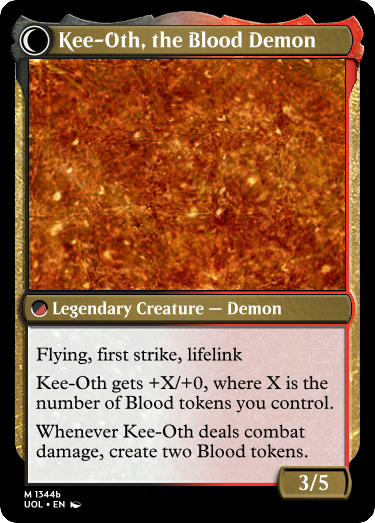 Kee-Oth, the Blood Demon
Legendary Creature — Demon
Flying, first strike, lifelink
Kee-Oth gets +X/+0, where X is the
number of Blood tokens you control.
Whenever Kee-Oth deals combat
damage, create two Blood tokens.
3/5
M 1344b
UOL • EN